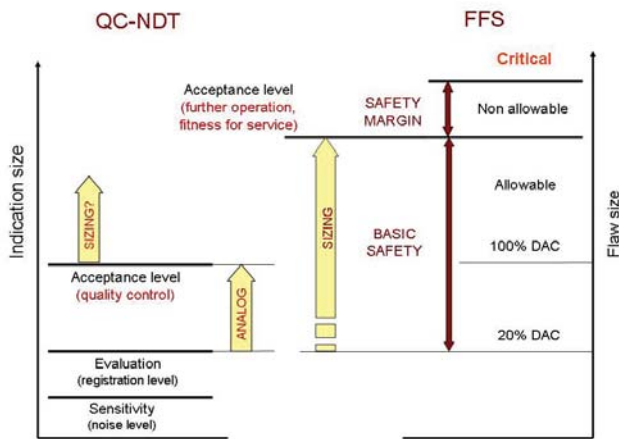 QC-NDT
FFS
Critical
Acceptance level
(further operation,
fitness for service)
SAFETY
MARGIN
Non allowable
Indication size
SIZING?
SIZING
BASIC
SAFETY
Allowable
100% DAC
Flaw size
Acceptance level
(quality control)
ANALOG
20% DAC
Evaluation
(registration level)
Sensitivity
(noise level)